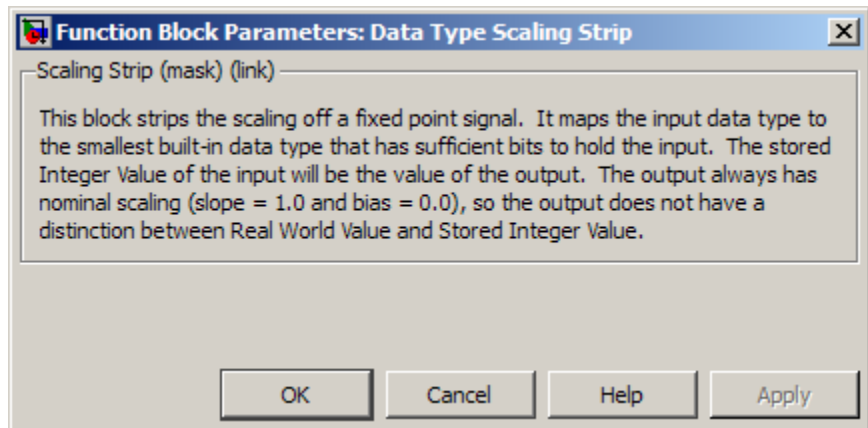 Function Block Parameters: Data Type Scaling Strip
Scaling Strip (mask) (link)
This block strips the scaling off a fixed point signal.  It maps the input data type to
the smallest built-in data type that has sufficient bits to hold the input.  The stored
Integer Value of the input will be the value of the output.  The output always has
nominal scaling (slope = 1.0 and bias = 0.0), so the output does not have a
distinction between Real World Value and Stored Integer Value.
OK Cancel Help Apply